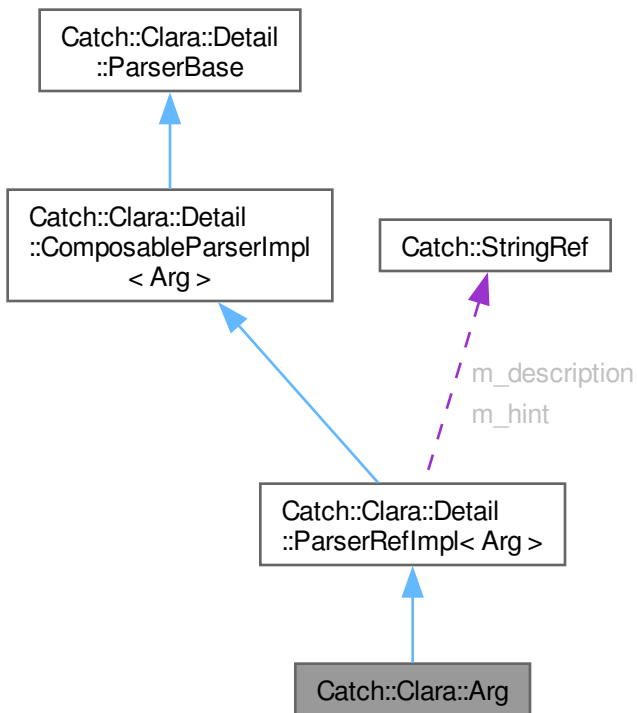 Catch::Clara::Detail
::ParserBase
Catch::Clara::Detail
::ComposableParserImpl
< Arg >
Catch::StringRef
m_description
m_hint
Catch::Clara::Detail
::ParserRefImpl< Arg >
Catch::Clara::Arg